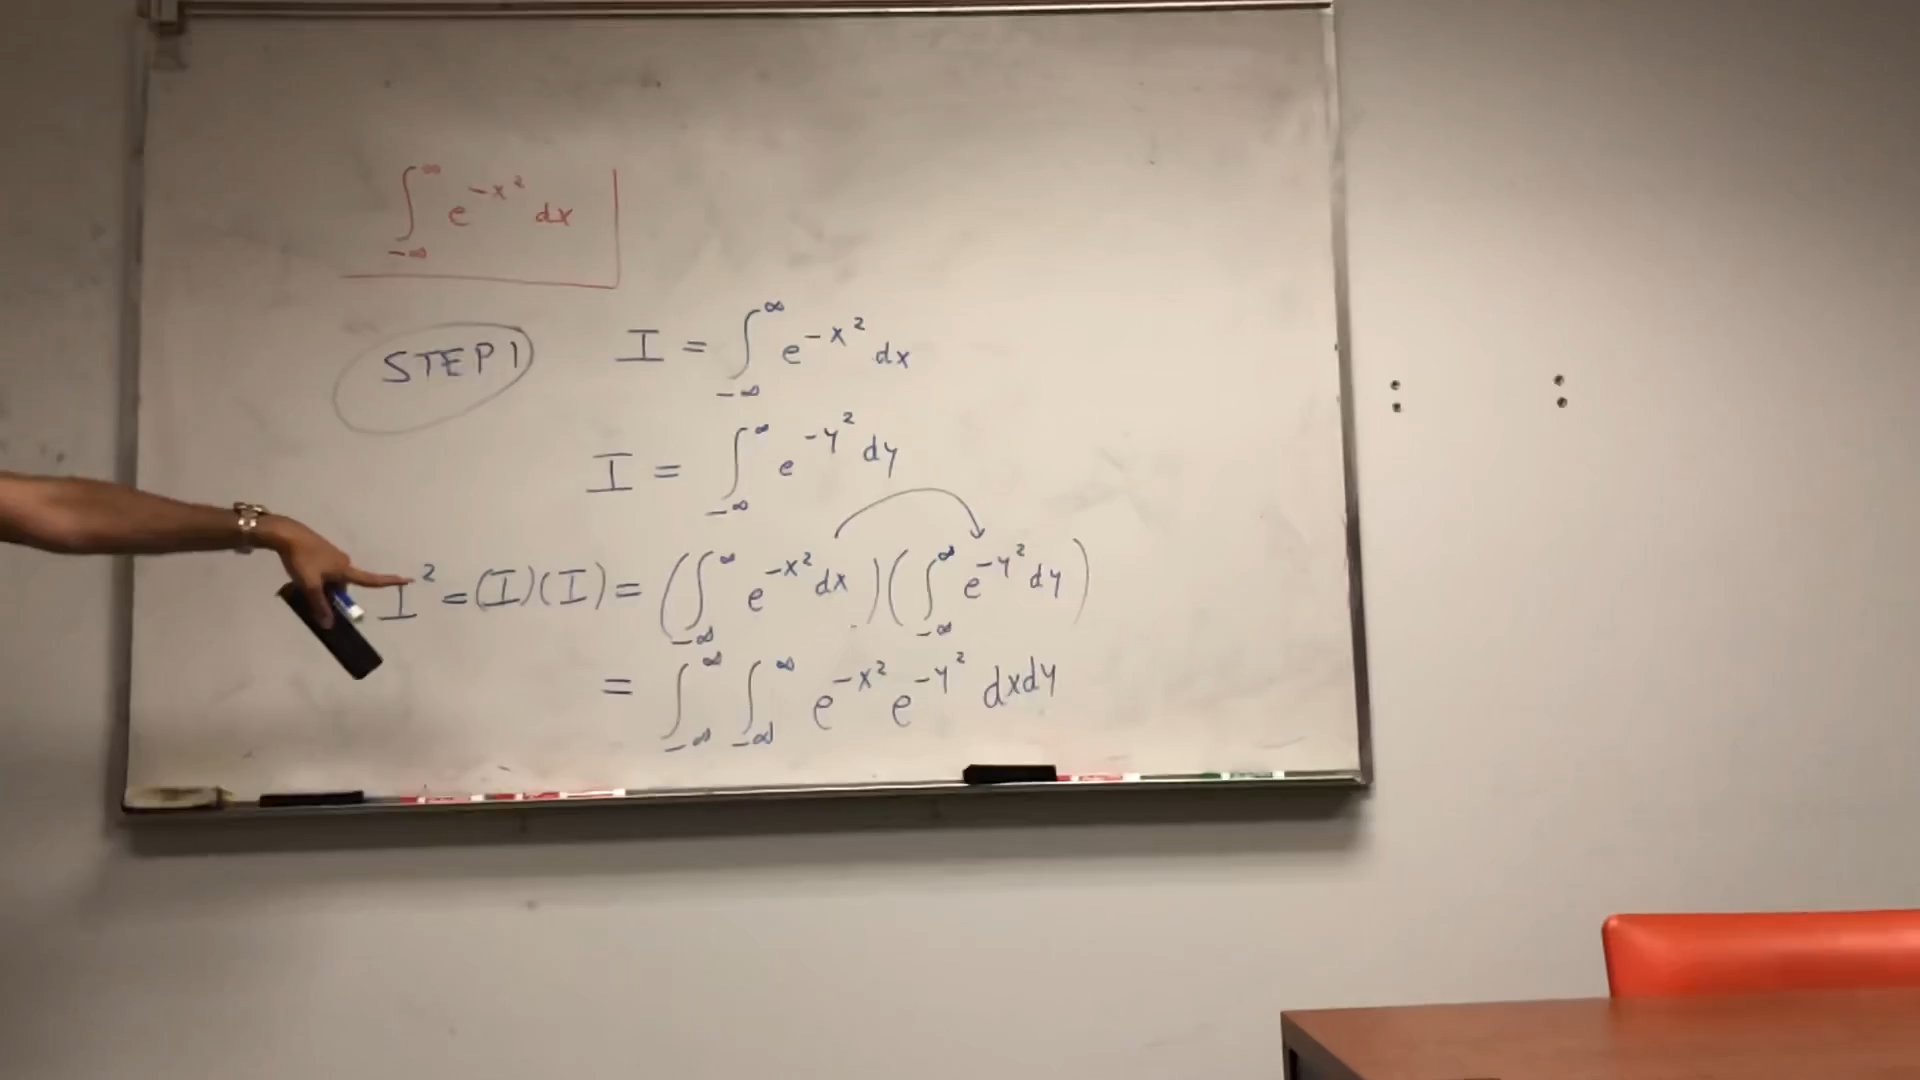 ∫_{-∞}^{∞} e^{-x²} dx
STEP 1
I = ∫_{-∞}^{∞} e^{-x²} dx
I = ∫_{-∞}^{∞} e^{-y²} dy
I² = (I)(I) = (∫_{-∞}^{∞} e^{-x²} dx)(∫_{-∞}^{∞} e^{-y²} dy)
= ∫_{-∞}^{∞} ∫_{-∞}^{∞} e^{-x²} e^{-y²} dxdy